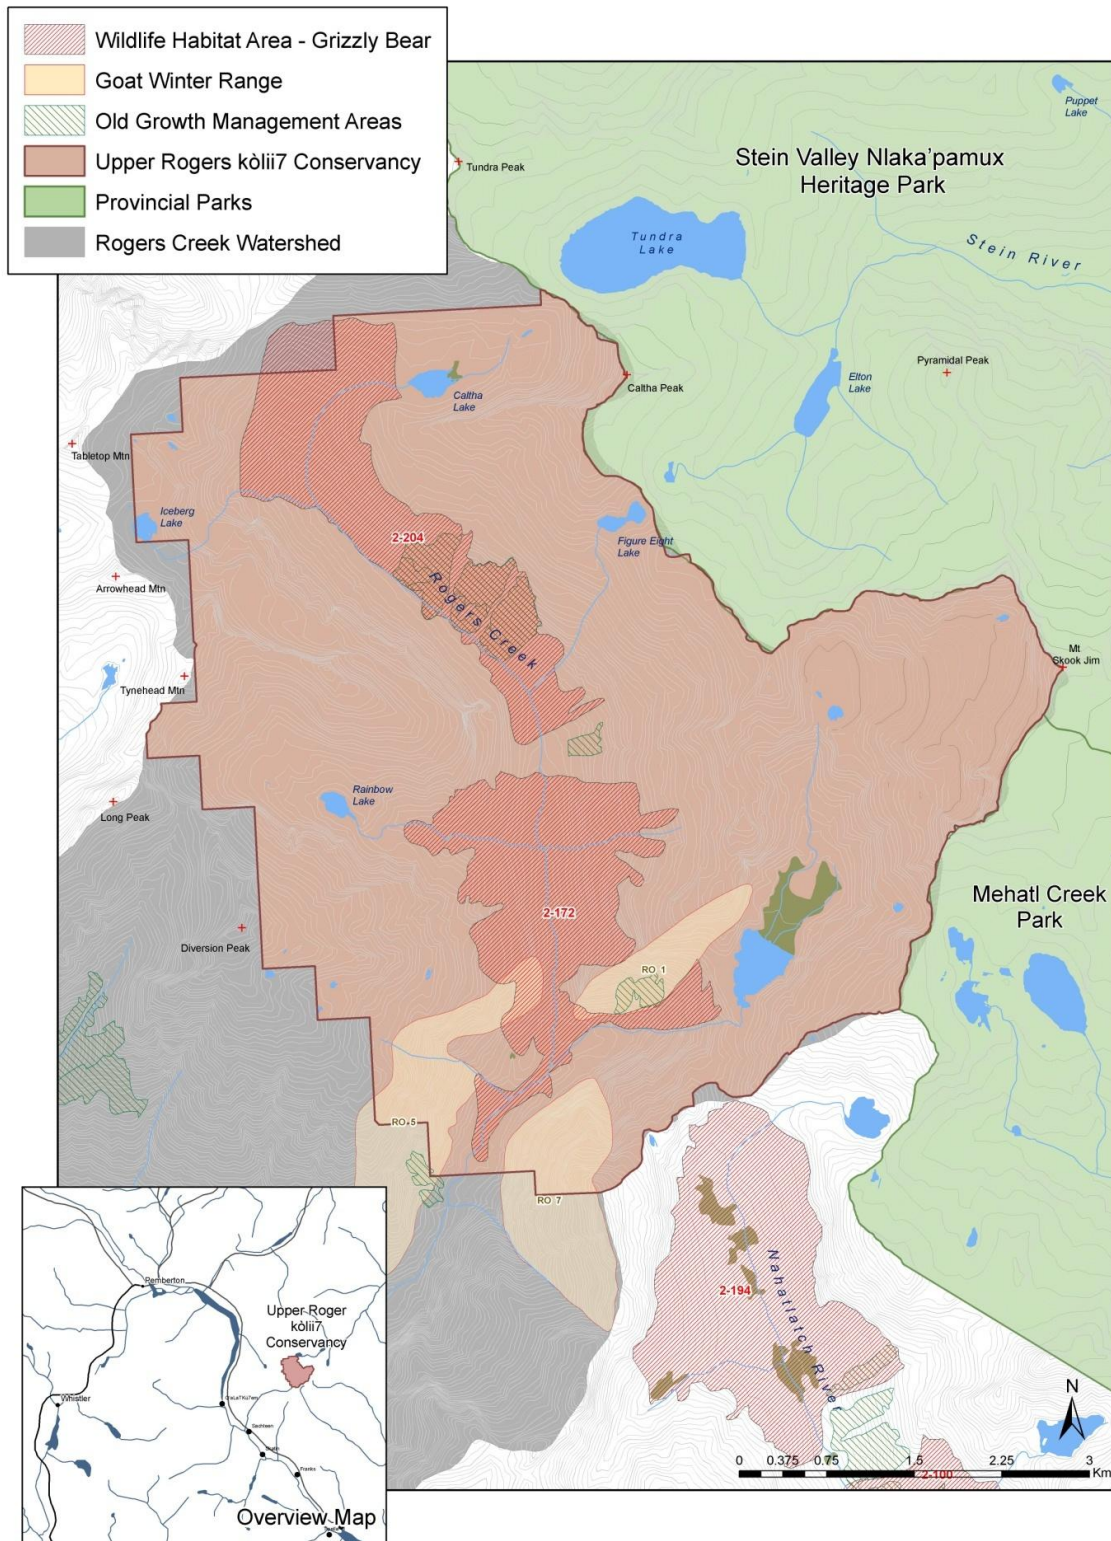 Wildlife Habitat Area - Grizzly Bear
Goat Winter Range
Old Growth Management Areas
Upper Rogers kòlii7 Conservancy
Provincial Parks
Rogers Creek Watershed
Puppet
Lake
Tundra Peak
Stein Valley Nlaka'pamux
Heritage Park
Tundra
Lake
Stein River
Pyramidal Peak
Elton
Lake
Caltha Peak
Caltha
Lake
Tabletop Mtn
Iceberg
Lake
2-204
Figure Eight
Lake
Arrowhead Mtn
Rogers Creek
Mt
Skook Jim
Tynehead Mtn
Rainbow
Lake
Long Peak
Mehatl Creek
Park
2-172
Diversion Peak
RO 1
RO 5
RO 7
Nahatlatch River
2-194
2-100
N
0 0.375 0.75 1.5 2.25 3
Km
Pemberton
Upper Roger
kòlii7
Conservancy
Whistler
Skatin
Overview Map